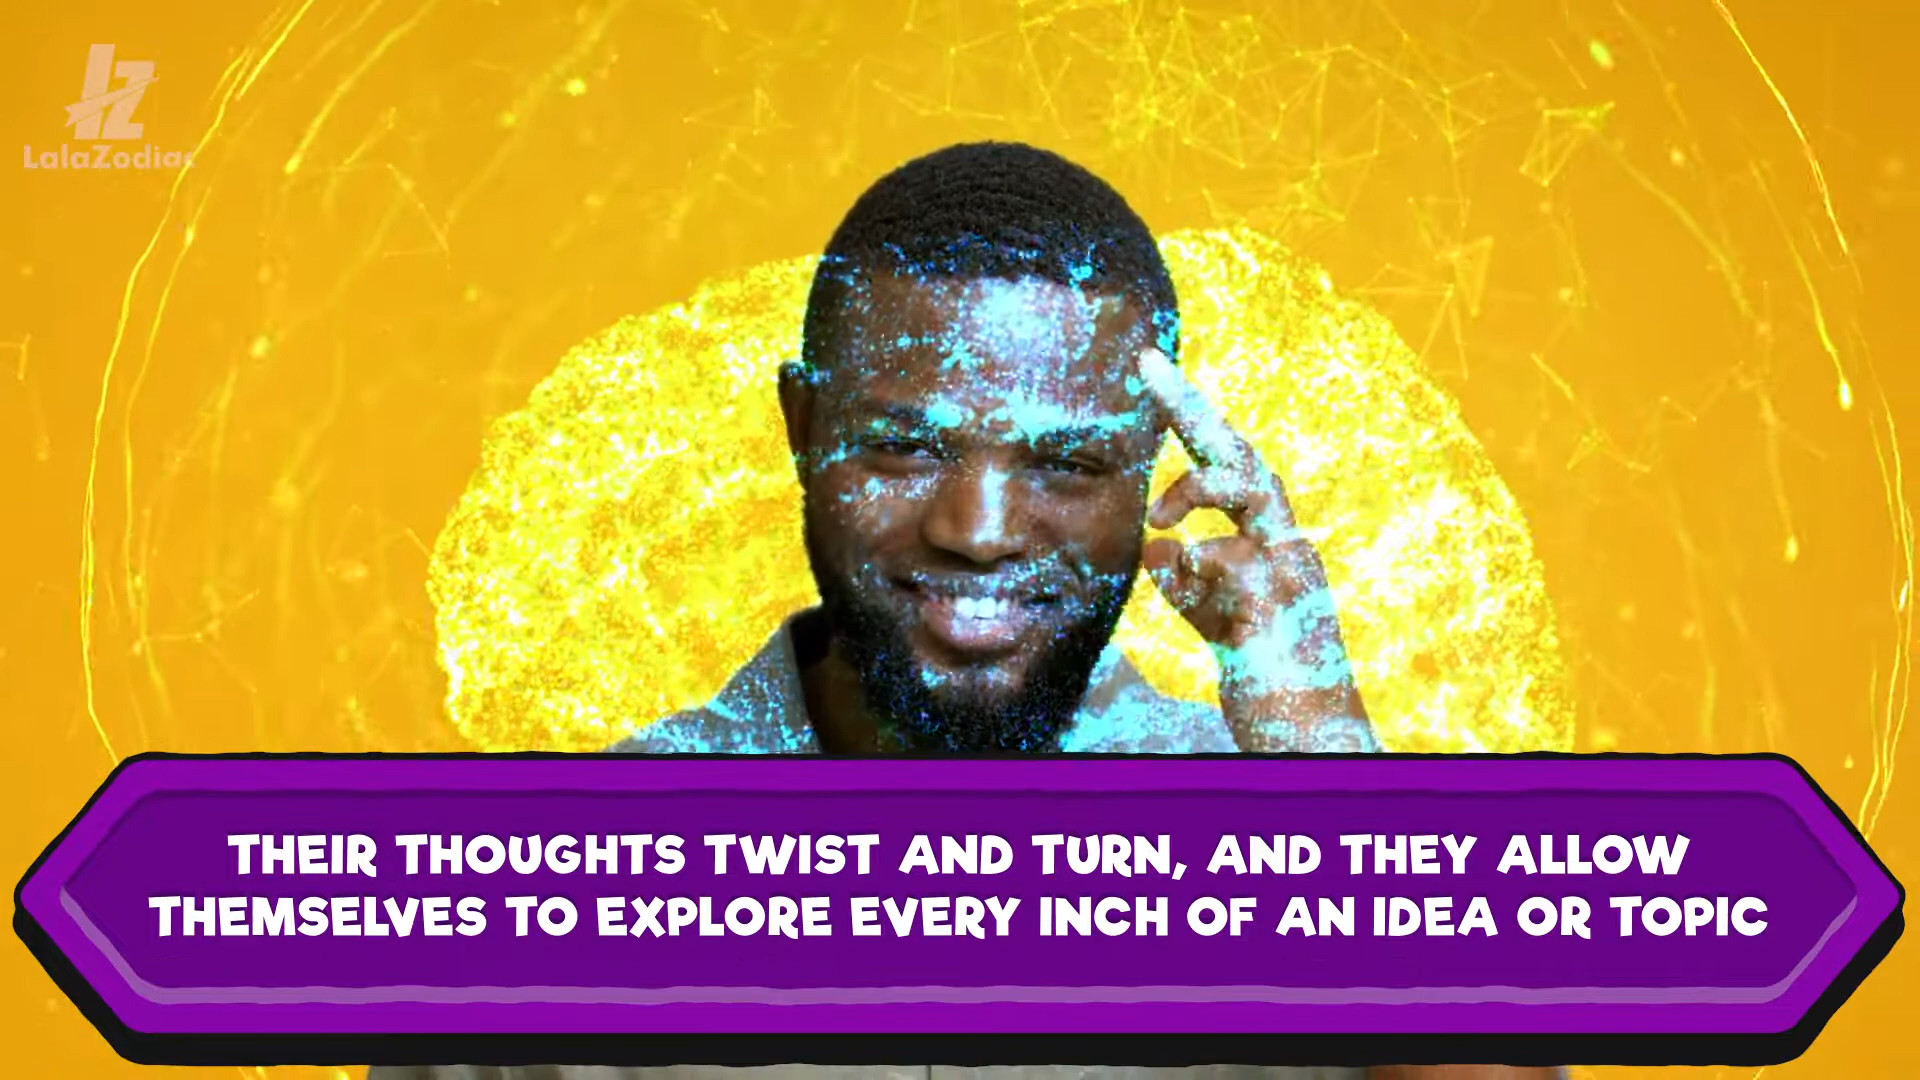 LZ
LalaZodiac
THEIR THOUGHTS TWIST AND TURN, AND THEY ALLOW
THEMSELVES TO EXPLORE EVERY INCH OF AN IDEA OR TOPIC